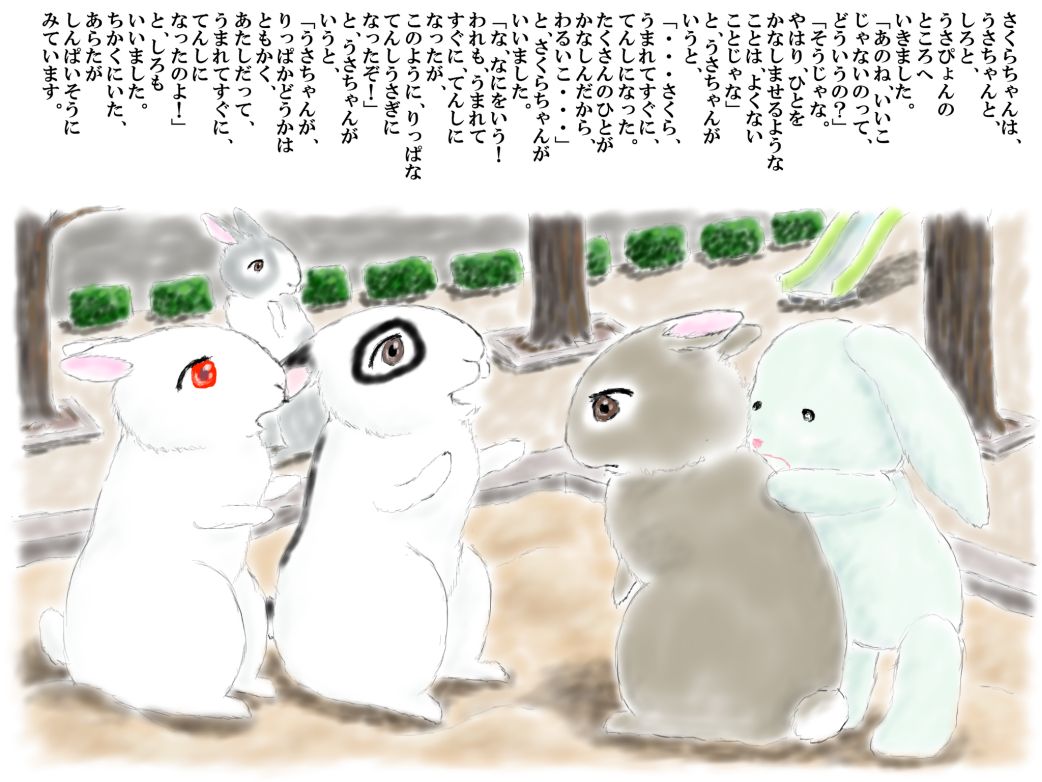 さくらちゃんは、
うさちゃんと、
しろと、
うさぴょんの
ところへ
いきました。
「あのね、いいこ
じゃないのって、
どういうの？」
「そうじゃな。
やはり、ひとを
かなしませるような
ことは、よくない
ことじゃな」
と、うさちゃんが
いうと、
「・・・さくら、
うまれてすぐに、
てんしになった。
たくさんのひとが
かなしんだから、
わるいこ・・・」
と、さくらちゃんが
いいました。
「な、なにをいう！
われも、うまれて
すぐに、てんしに
なったが、
このように、りっぱな
てんしうさぎに
なったぞ！」
と、うさちゃんが
いうと、
「うさちゃんが、
りっぱかどうかは
ともかく、
あたしだって、
うまれてすぐに、
てんしに
なったのよ！」
と、しろも
いいました。
ちかくにいた、
あらたが
しんぱいそうに
みています。